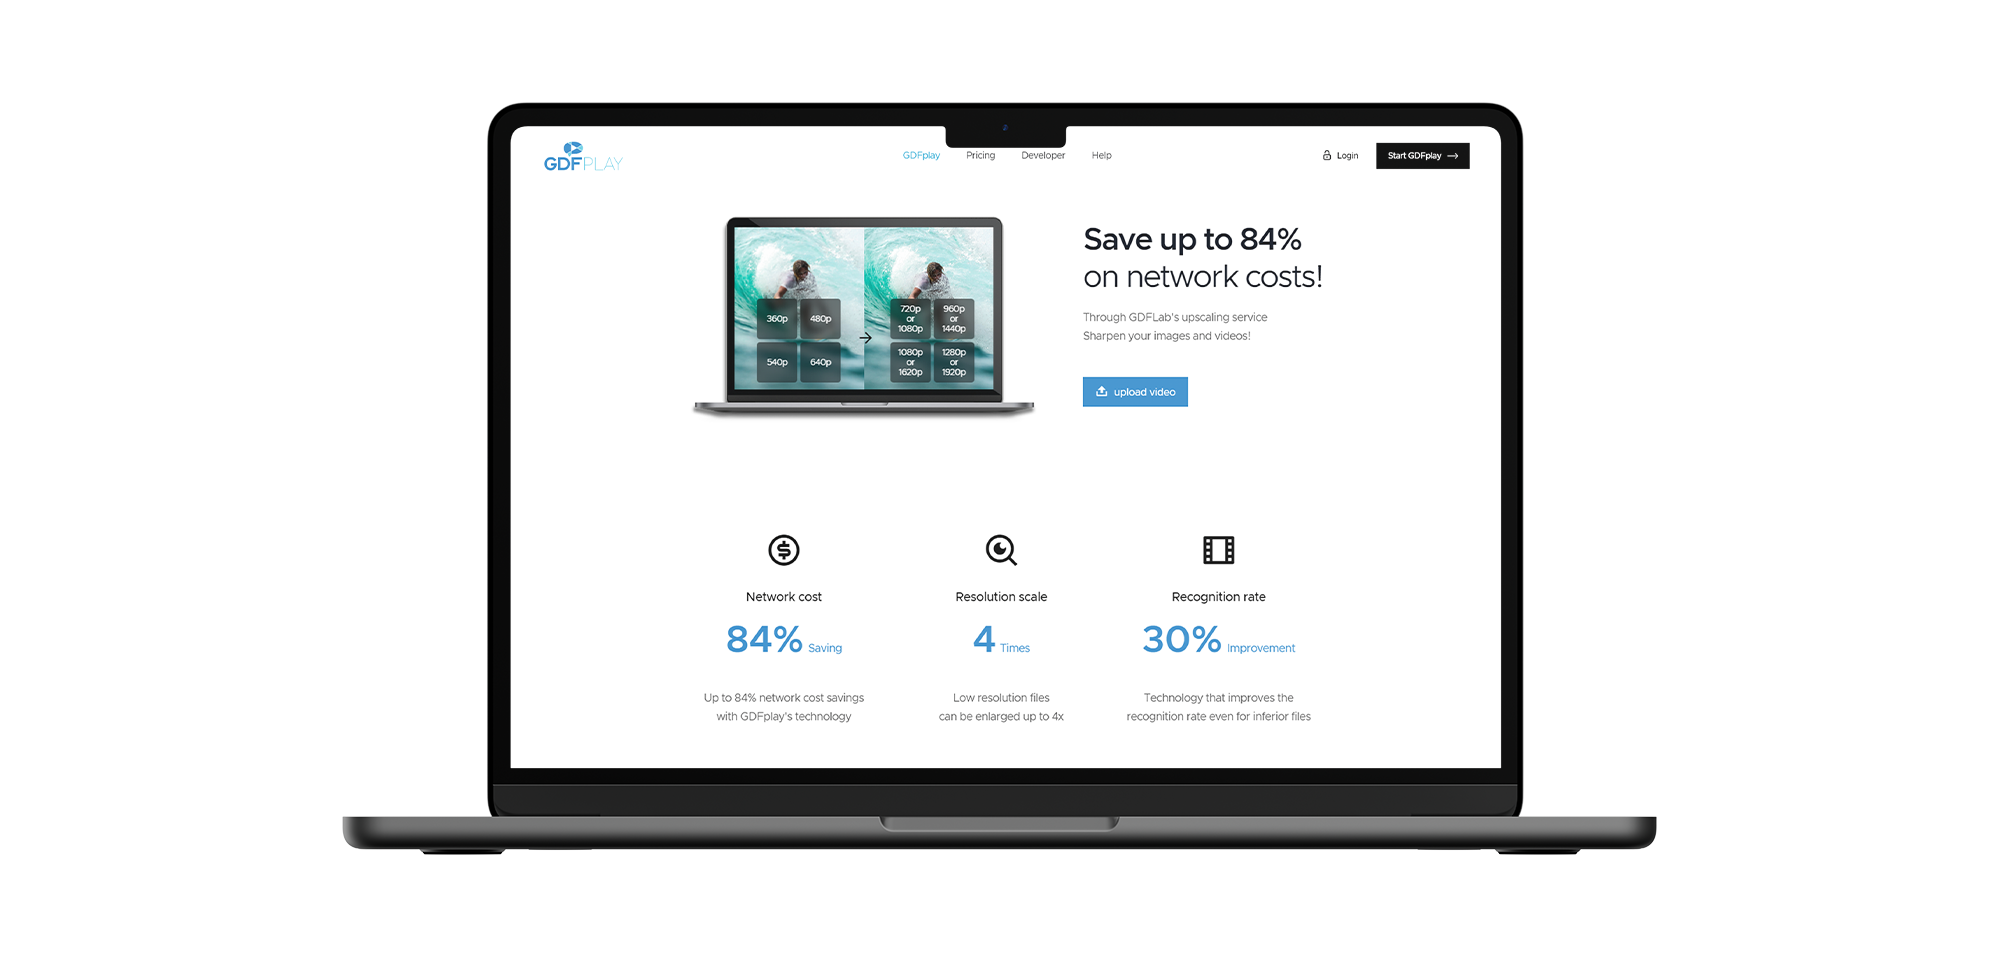 GDFPLAY
GDFplay
Pricing
Developer
Help
Login
Start GDFplay
360p
480p
540p
640p
720p
or
1080p
960p
or
1440p
1080p
or
1620p
1280p
or
1920p
Save up to 84%
on network costs!
Through GDFLab's upscaling service
Sharpen your images and videos!
upload video
Network cost
84% Saving
Up to 84% network cost savings
with GDFplay's technology
Resolution scale
4 Times
Low resolution files
can be enlarged up to 4x
Recognition rate
30% Improvement
Technology that improves the
recognition rate even for inferior files